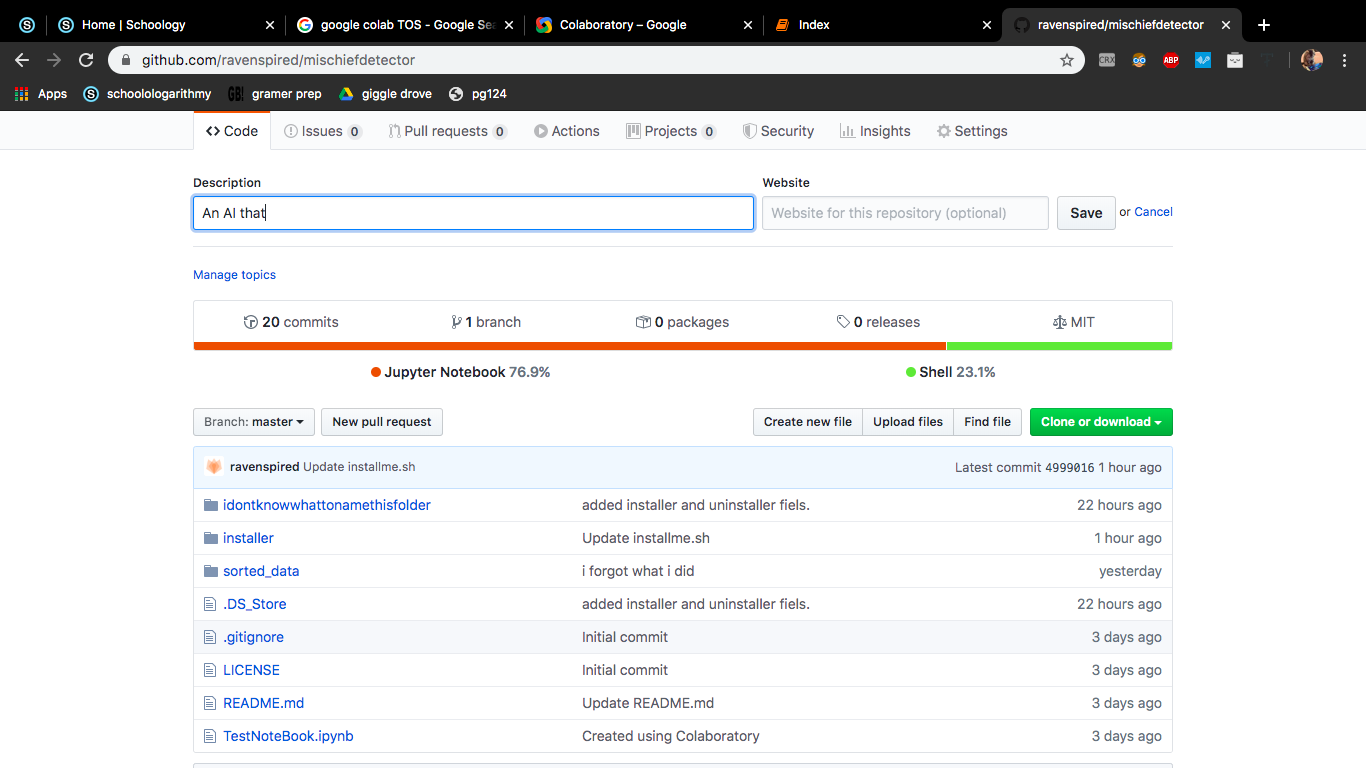 Home | Schoology
google colab TOS - Google Sea
Colaboratory – Google
Index
ravenspired/mischiefdetector
github.com/ravenspired/mischiefdetector
CRX
ABP
Apps
schoolologarithmy
GB!
gramer prep
giggle drove
pg124
Code
Issues 0
Pull requests 0
Actions
Projects 0
Security
Insights
Settings
Description
Website
An AI that
Website for this repository (optional)
Save
or Cancel
Manage topics
20 commits
1 branch
0 packages
0 releases
MIT
Jupyter Notebook 76.9%
Shell 23.1%
Branch: master
New pull request
Create new file
Upload files
Find file
Clone or download
ravenspired Update installme.sh
Latest commit 4999016 1 hour ago
idontknowwhattonamethisfolder
added installer and uninstaller fiels.
22 hours ago
installer
Update installme.sh
1 hour ago
sorted_data
i forgot what i did
yesterday
.DS_Store
added installer and uninstaller fiels.
22 hours ago
.gitignore
Initial commit
3 days ago
LICENSE
Initial commit
3 days ago
README.md
Update README.md
3 days ago
TestNoteBook.ipynb
Created using Colaboratory
3 days ago